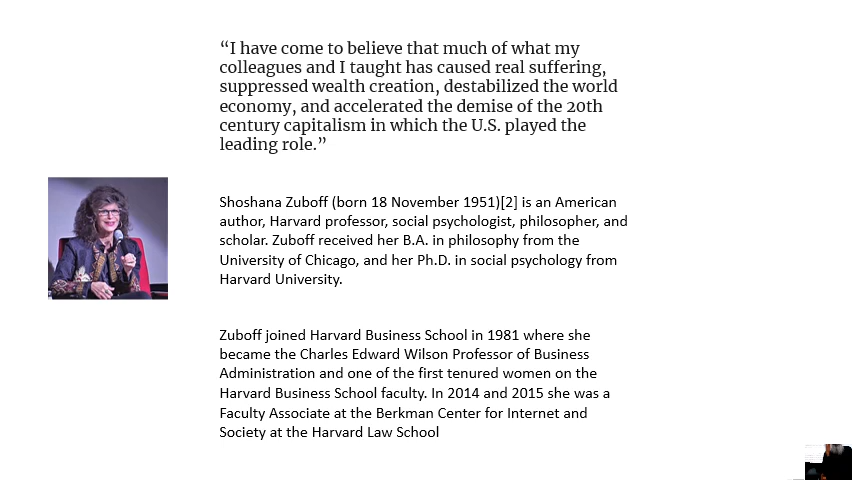 “I have come to believe that much of what my
colleagues and I taught has caused real suffering,
suppressed wealth creation, destabilized the world
economy, and accelerated the demise of the 20th
century capitalism in which the U.S. played the
leading role.”
Shoshana Zuboff (born 18 November 1951)[2] is an American
author, Harvard professor, social psychologist, philosopher, and
scholar. Zuboff received her B.A. in philosophy from the
University of Chicago, and her Ph.D. in social psychology from
Harvard University.
Zuboff joined Harvard Business School in 1981 where she
became the Charles Edward Wilson Professor of Business
Administration and one of the first tenured women on the
Harvard Business School faculty. In 2014 and 2015 she was a
Faculty Associate at the Berkman Center for Internet and
Society at the Harvard Law School